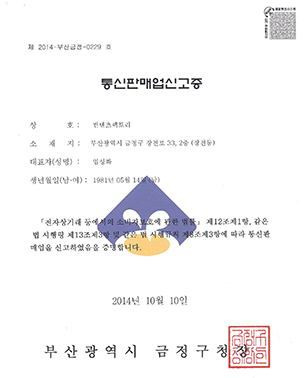 제 2014-부산금정-0229 호
통신판매업신고증
상 호 : 컨텐츠팩토리
소 재 지 : 부산광역시 금정구 장전로 33, 2층 (장전동)
대표자(성명) : 임성화
생년월일(남·여) : 1981년 05월 14일
「전자상거래 등에서의 소비자보호에 관한 법률」 제12조제1항, 같은
법 시행령 제13조제3항 및 같은 법 시행규칙 제8조제3항에 따라 통신판
매업을 신고하였음을 증명합니다.
2014년 10월 10일
부산광역시 금정구청장